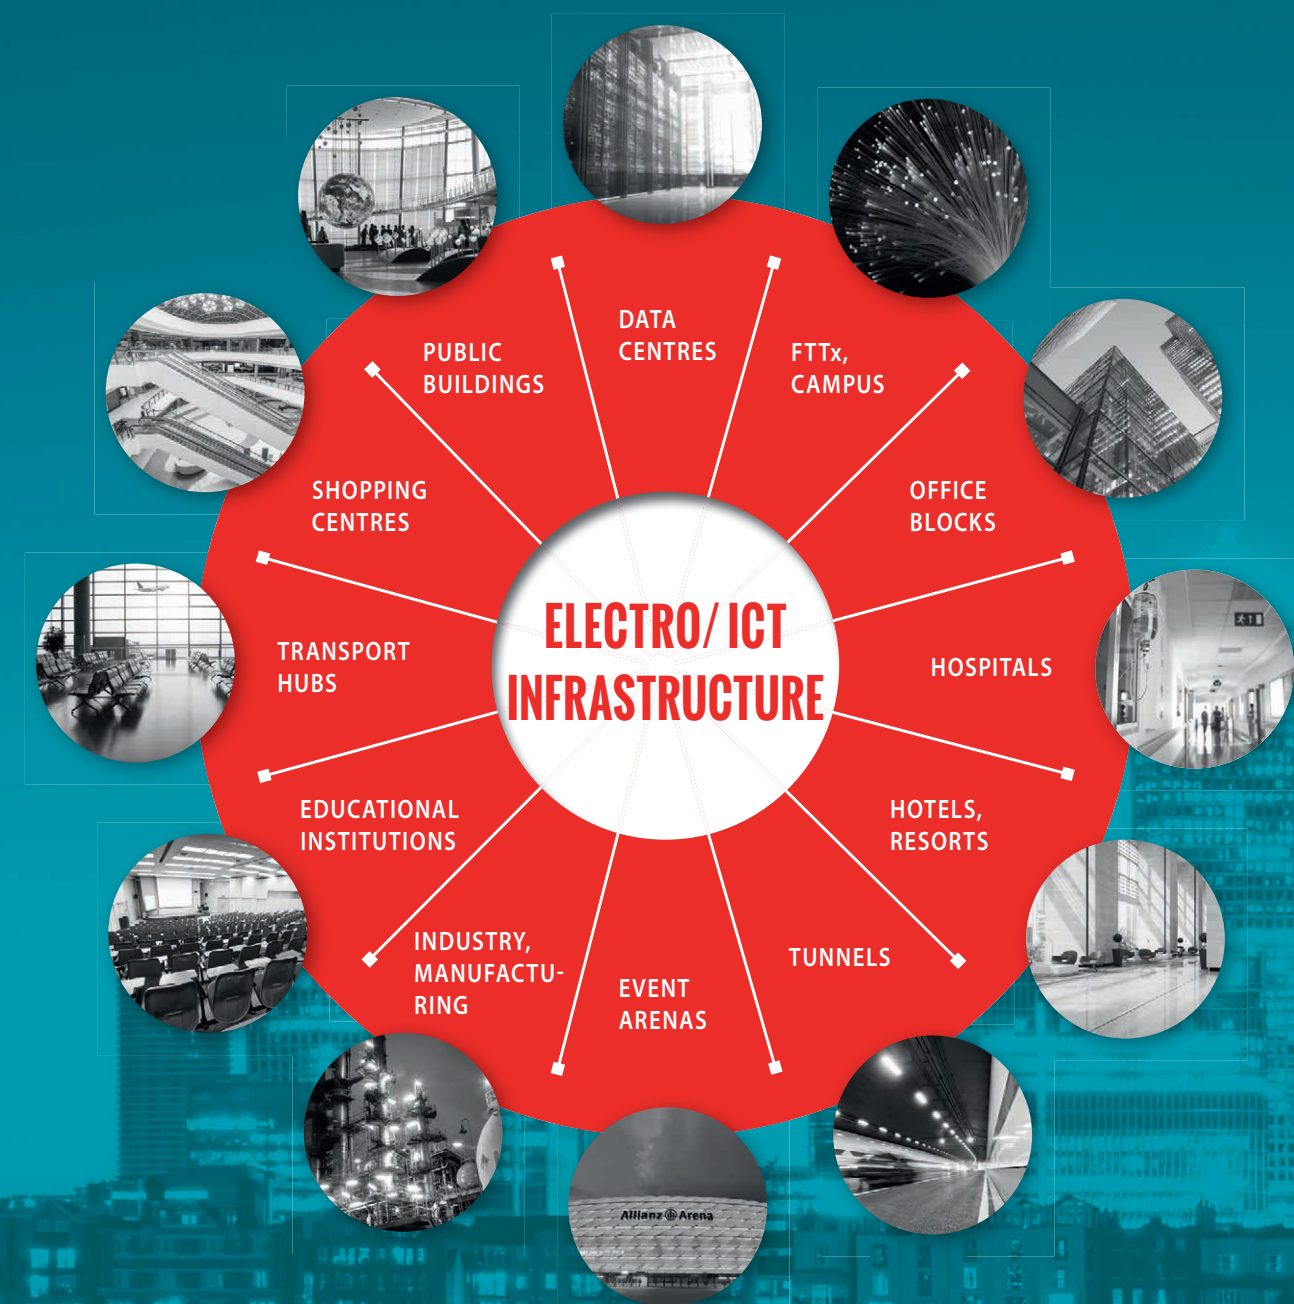 DATA
CENTRES
FTTx,
CAMPUS
OFFICE
BLOCKS
HOSPITALS
HOTELS,
RESORTS
TUNNELS
EVENT
ARENAS
INDUSTRY,
MANUFACTU-
RING
EDUCATIONAL
INSTITUTIONS
TRANSPORT
HUBS
SHOPPING
CENTRES
PUBLIC
BUILDINGS
ELECTRO/ ICT
INFRASTRUCTURE
Allianz Arena